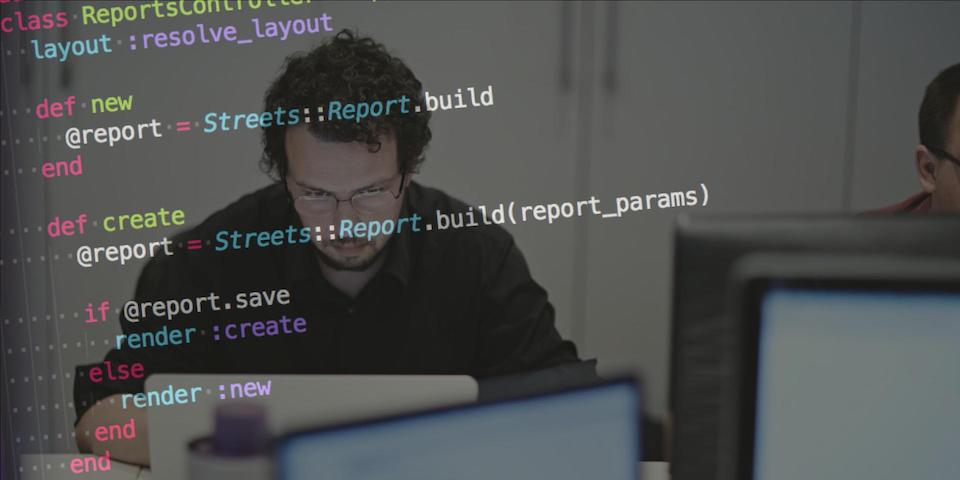 class ReportsController
layout :resolve_layout
def new
@report = Streets::Report.build
end
def create
@report = Streets::Report.build(report_params)
if @report.save
render :create
else
render :new
end
end